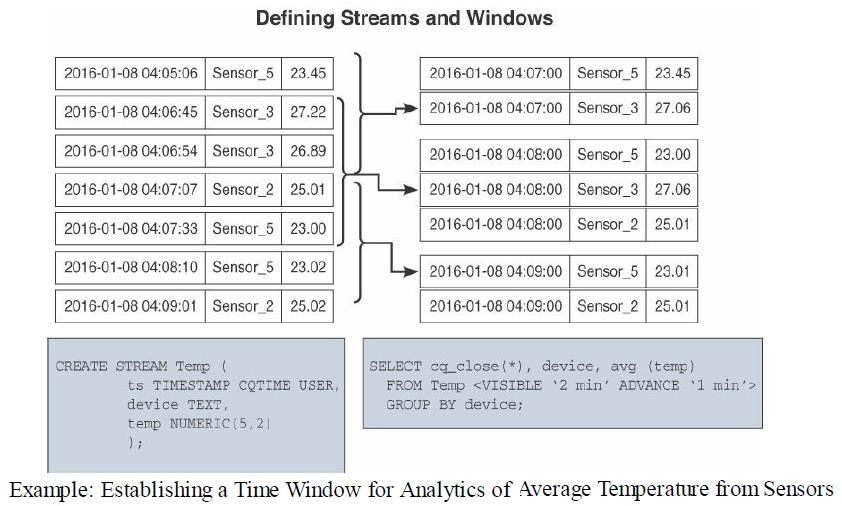 Defining Streams and Windows
2016-01-08 04:05:06 Sensor_5 23.45
2016-01-08 04:06:45 Sensor_3 27.22
2016-01-08 04:06:54 Sensor_3 26.89
2016-01-08 04:07:07 Sensor_2 25.01
2016-01-08 04:07:33 Sensor_5 23.00
2016-01-08 04:08:10 Sensor_5 23.02
2016-01-08 04:09:01 Sensor_2 25.02
2016-01-08 04:07:00 Sensor_5 23.45
2016-01-08 04:07:00 Sensor_3 27.06
2016-01-08 04:08:00 Sensor_5 23.00
2016-01-08 04:08:00 Sensor_3 27.06
2016-01-08 04:08:00 Sensor_2 25.01
2016-01-08 04:09:00 Sensor_5 23.01
2016-01-08 04:09:00 Sensor_2 25.01
CREATE STREAM Temp (
ts TIMESTAMP CQTIME USER,
device TEXT,
temp NUMERIC(5,2)
);
SELECT cq_close(*), device, avg (temp)
FROM Temp <VISIBLE ‘2 min’ ADVANCE ‘1 min’>
GROUP BY device;
Example: Establishing a Time Window for Analytics of Average Temperature from Sensors